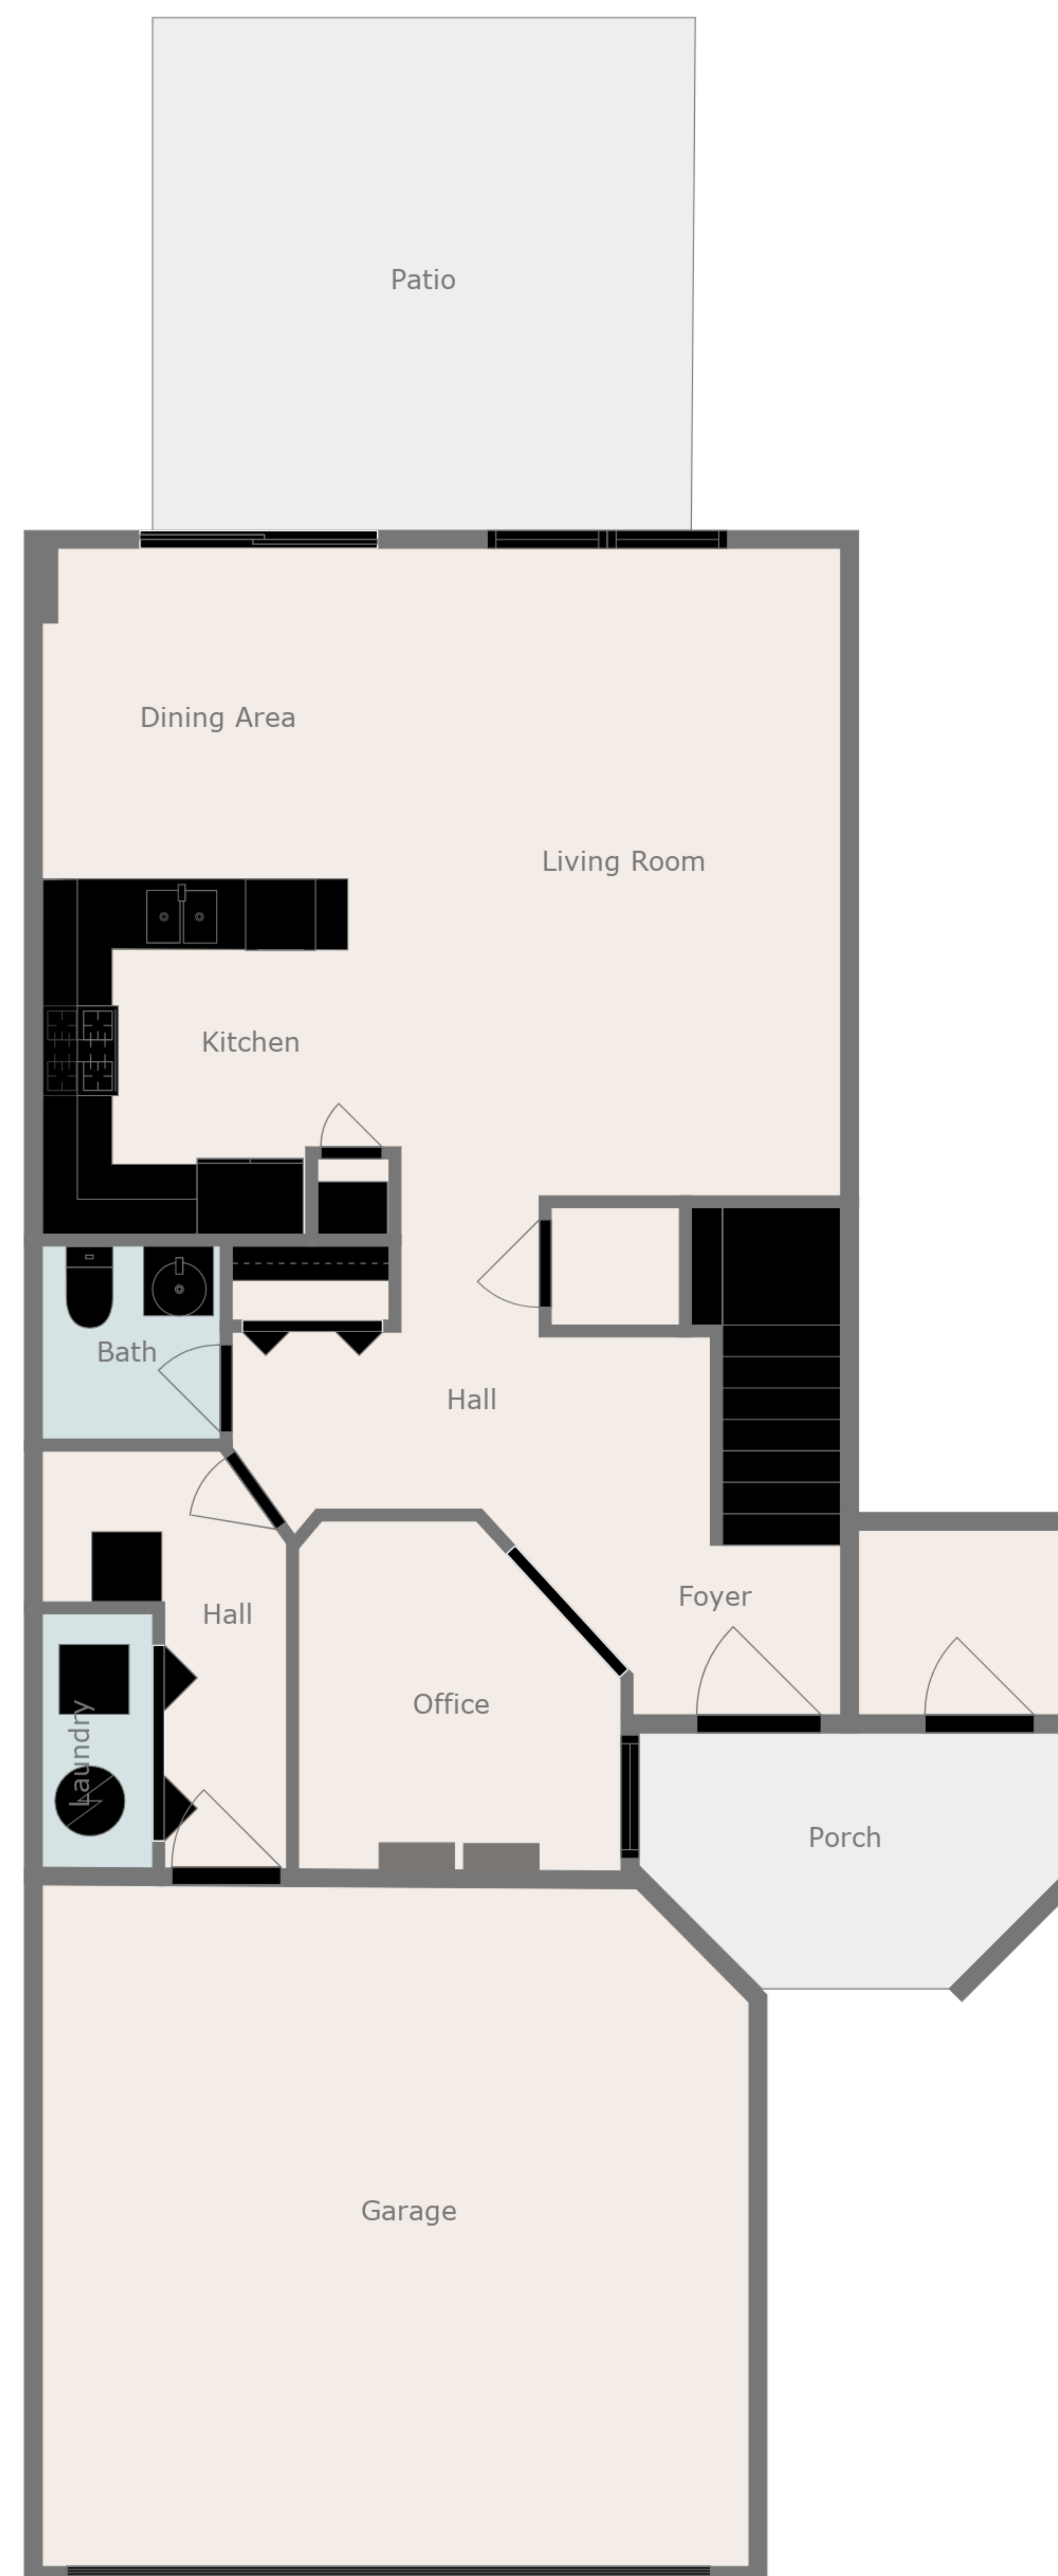 Patio
Dining Area
Living Room
Kitchen
Bath
Hall
Foyer
Hall
Office
Laundry
Porch
Garage